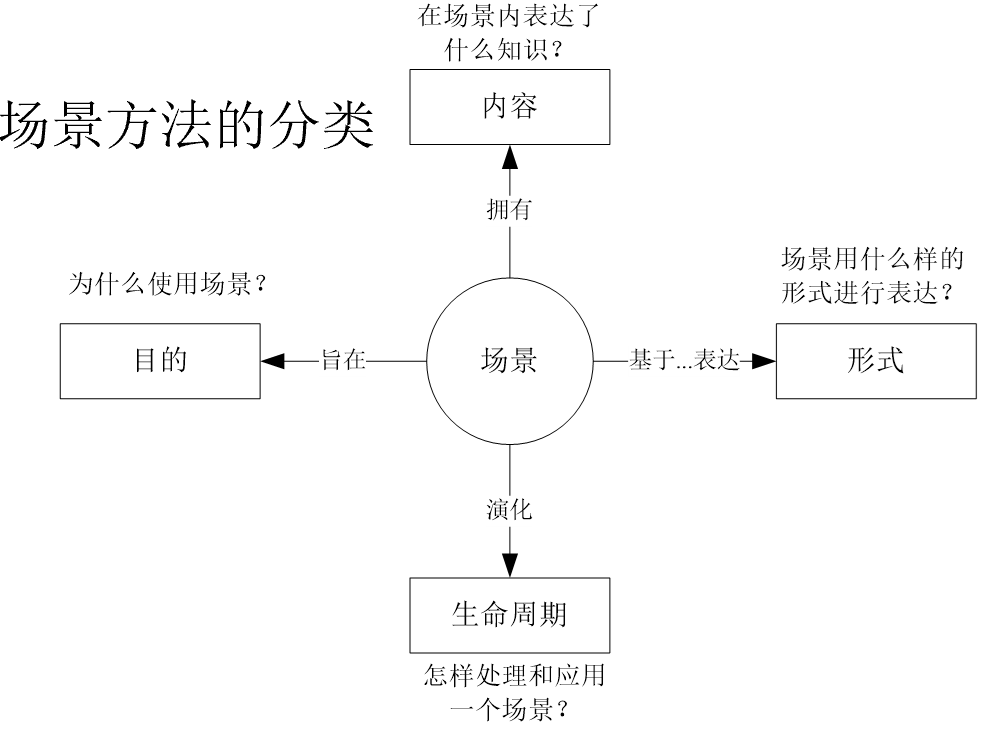 在场景内表达了
什么知识？
内容
场景方法的分类
拥有
为什么使用场景？
场景用什么样的
形式进行表达？
目的
旨在
场景
基于...表达
形式
演化
生命周期
怎样处理和应用
一个场景？